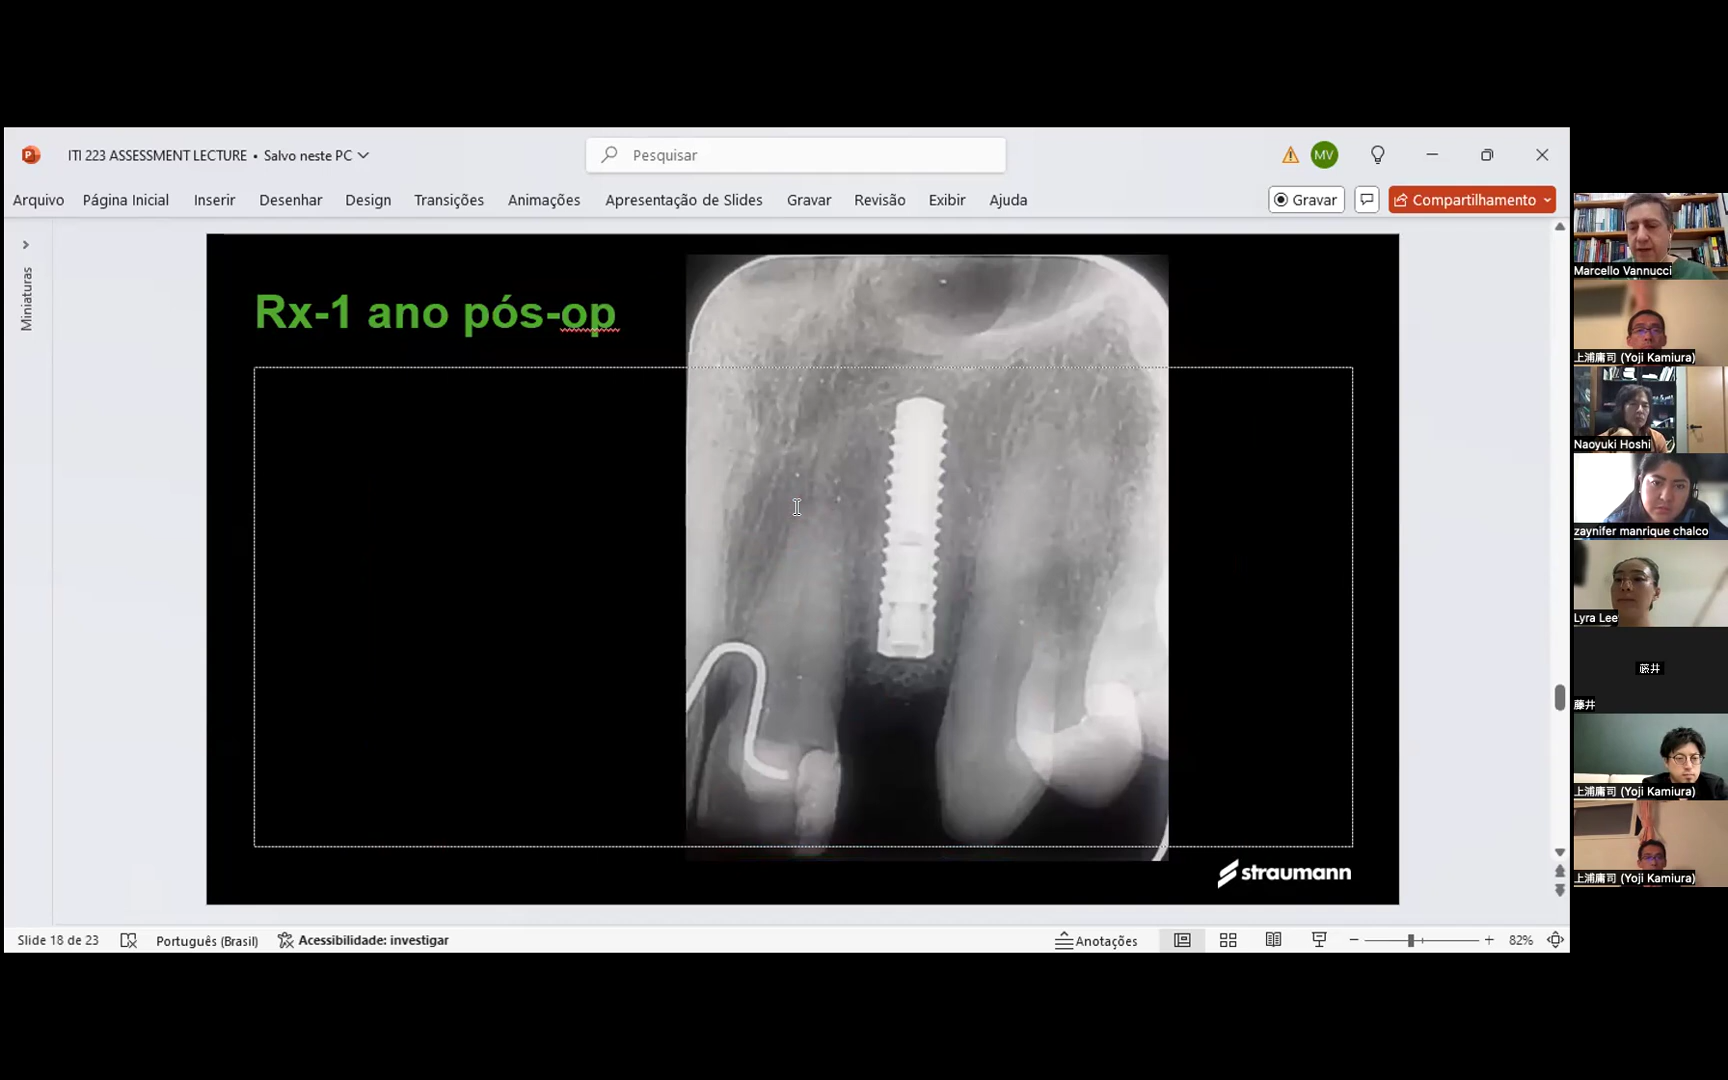 ITI 223 ASSESSMENT LECTURE • Salvo neste PC
Pesquisar
MV
Arquivo
Página Inicial
Inserir
Desenhar
Design
Transições
Animações
Apresentação de Slides
Gravar
Revisão
Exibir
Ajuda
Gravar
Compartilhamento
Miniaturas
Rx-1 ano pós-op
straumann
Slide 18 de 23
Português (Brasil)
Acessibilidade: investigar
Anotações
82%
Marcello Vannucci
上浦庸司 (Yoji Kamiura)
Naoyuki Hoshi
zaynifer manrique chalco
Lyra Lee
藤井
藤井
上浦庸司 (Yoji Kamiura)
上浦庸司 (Yoji Kamiura)